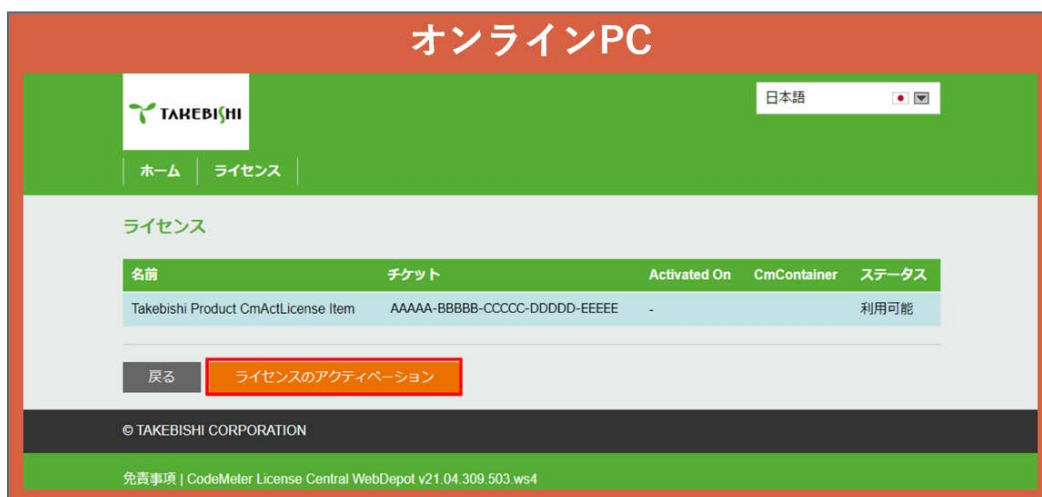 オンラインPC
TAKEBISHI
日本語
ホーム ライセンス
ライセンス
名前 チケット Activated On CmContainer ステータス
Takebishi Product CmActLicense Item AAAAA-BBBBB-CCCCC-DDDDD-EEEEE - 利用可能
戻る ライセンスのアクティベーション
© TAKEBISHI CORPORATION
免責事項 | CodeMeter License Central WebDepot v21.04.309.503.ws4